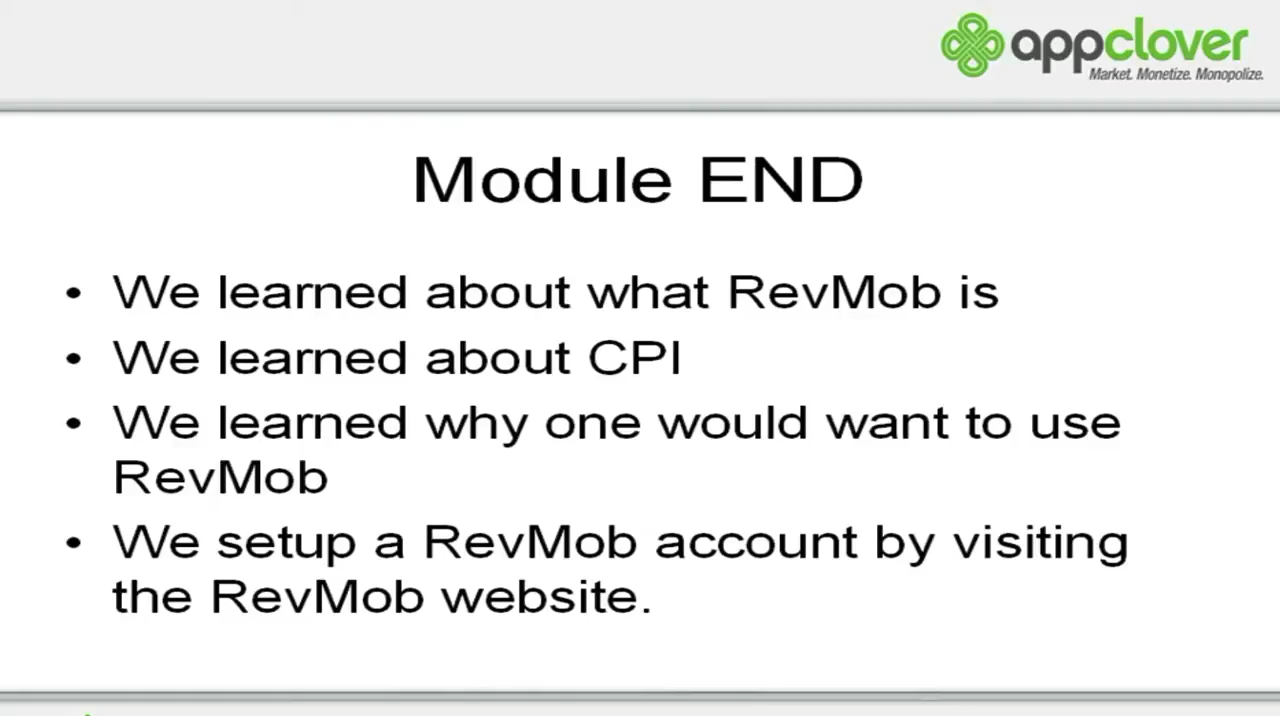 appclover
Market. Monetize. Monopolize.
Module END
• We learned about what RevMob is
• We learned about CPI
• We learned why one would want to use
RevMob
• We setup a RevMob account by visiting
the RevMob website.